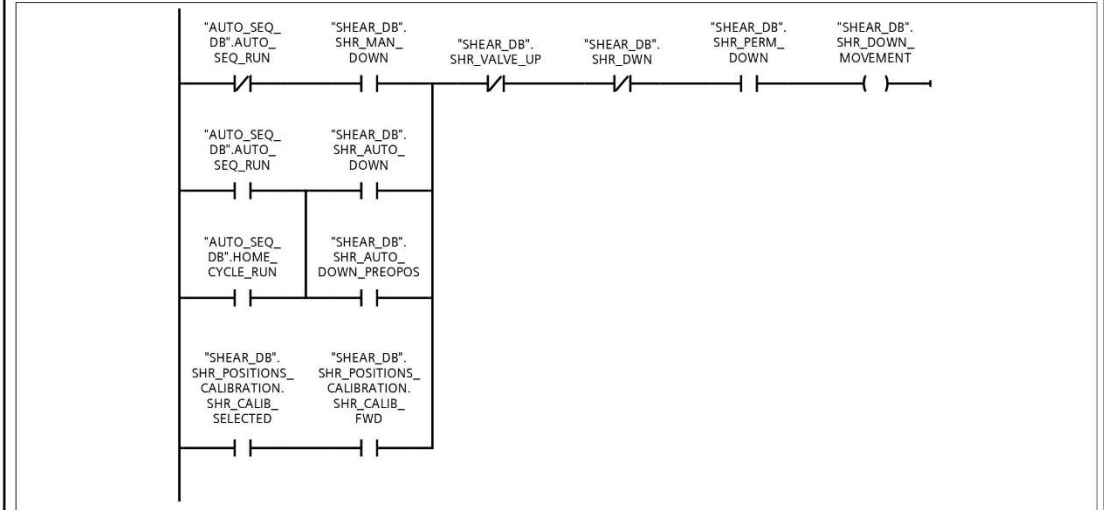 "AUTO_SEQ_
DB".AUTO_
SEQ_RUN
"SHEAR_DB".
SHR_MAN_
DOWN
"SHEAR_DB".
SHR_VALVE_UP
"SHEAR_DB".
SHR_DWN
"SHEAR_DB".
SHR_PERM_
DOWN
"SHEAR_DB".
SHR_DOWN_
MOVEMENT
"AUTO_SEQ_
DB".AUTO_
SEQ_RUN
"SHEAR_DB".
SHR_AUTO_
DOWN
"AUTO_SEQ_
DB".HOME_
CYCLE_RUN
"SHEAR_DB".
SHR_AUTO_
DOWN_PREOPOS
"SHEAR_DB".
SHR_POSITIONS_
CALIBRATION.
SHR_CALIB_
SELECTED
"SHEAR_DB".
SHR_POSITIONS_
CALIBRATION.
SHR_CALIB_
FWD